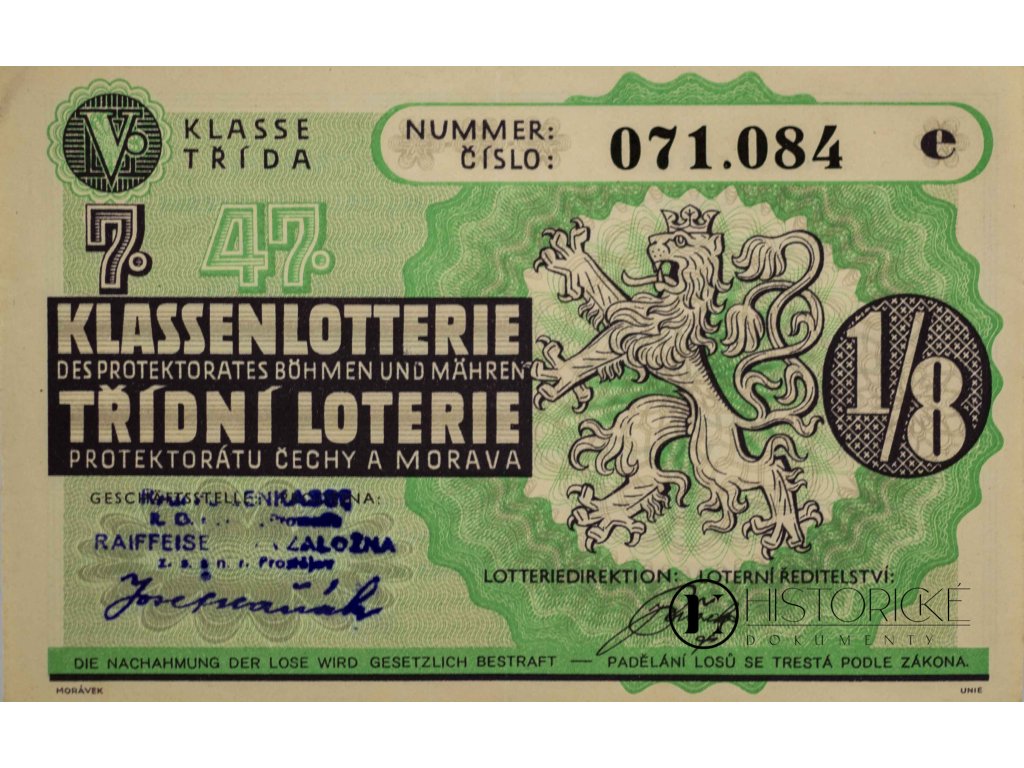 V. KLASSE
TŘÍDA
NUMMER:
ČÍSLO: 071.084 e
7. 47.
KLASSENLOTTERIE
DES PROTEKTORATES BÖHMEN UND MÄHREN
TŘÍDNÍ LOTERIE
PROTEKTORÁTU ČECHY A MORAVA
1/8
RAIFFEISE ZALOŽNA
z. s. s n. r. Prostějov
LOTTERIEDIREKTION: LOTERNÍ ŘEDITELSTVÍ:
HISTORICKÉ
DOKUMENTY
DIE NACHAHMUNG DER LOSE WIRD GESETZLICH BESTRAFT — PADĚLÁNÍ LOSŮ SE TRESTÁ PODLE ZÁKONA.
MORÁVEK UNIE